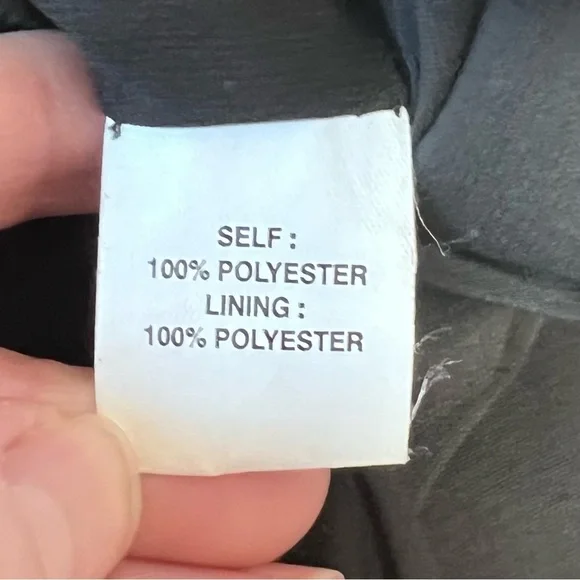 SELF :
100% POLYESTER
LINING :
100% POLYESTER